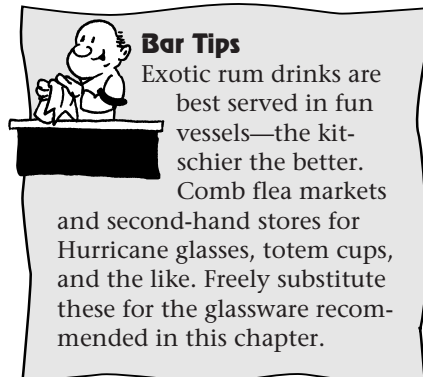 Bar Tips
Exotic rum drinks are
best served in fun
vessels—the kit-
schier the better.
Comb flea markets
and second-hand stores for
Hurricane glasses, totem cups,
and the like. Freely substitute
these for the glassware recom-
mended in this chapter.